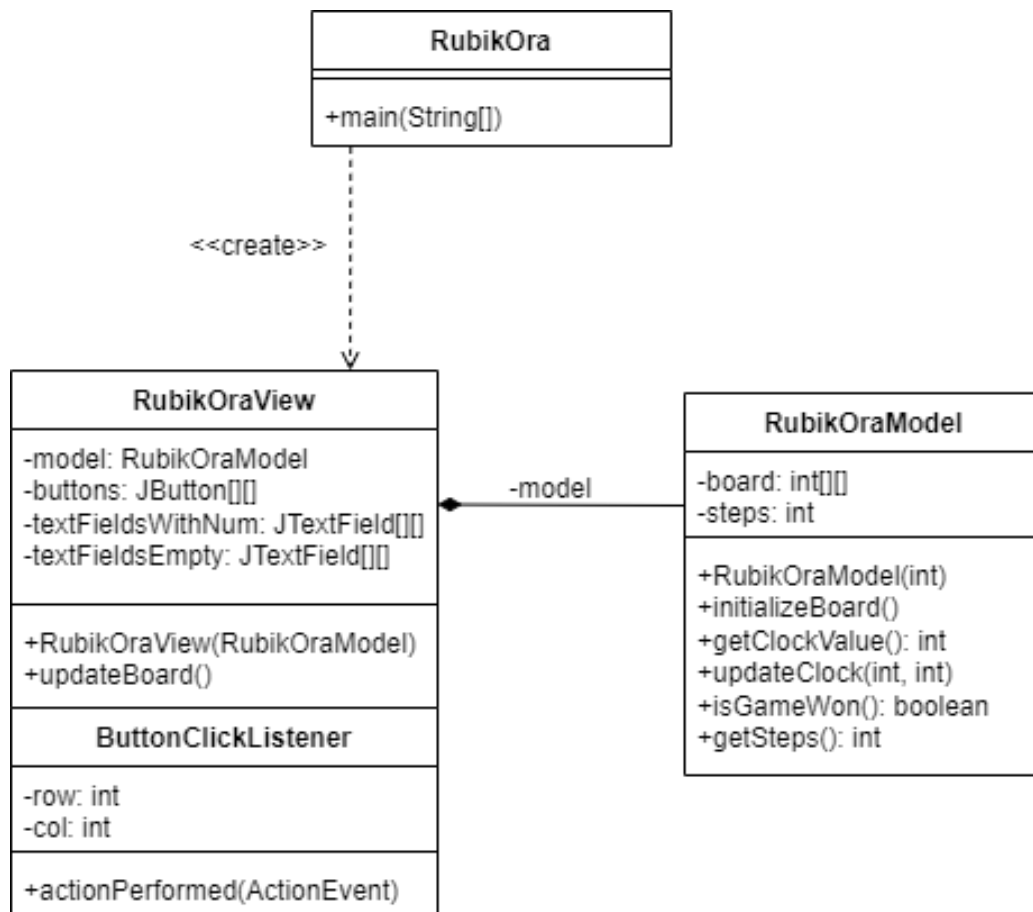 RubikOra
+main(String[])
<<create>>
RubikOraView
-model: RubikOraModel
-buttons: JButton[][]
-textFieldsWithNum: JTextField[][]
-textFieldsEmpty: JTextField[][]
+RubikOraView(RubikOraModel)
+updateBoard()
ButtonClickListener
-row: int
-col: int
+actionPerformed(ActionEvent)
-model
RubikOraModel
-board: int[][]
-steps: int
+RubikOraModel(int)
+initializeBoard()
+getClockValue(): int
+updateClock(int, int)
+isGameWon(): boolean
+getSteps(): int